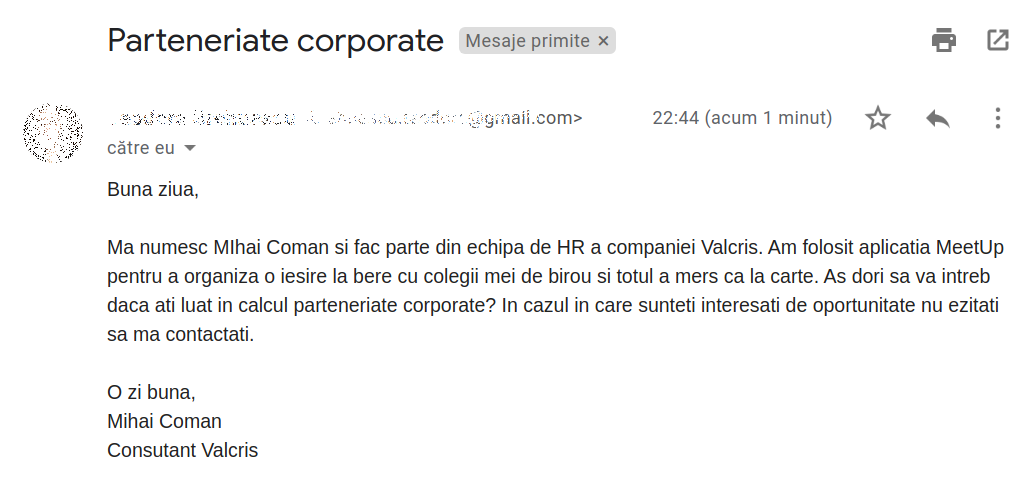 Parteneriate corporate Mesaje primite ×
@gmail.com> 22:44 (acum 1 minut)
către eu
Buna ziua,
Ma numesc MIhai Coman si fac parte din echipa de HR a companiei Valcris. Am folosit aplicatia MeetUp
pentru a organiza o iesire la bere cu colegii mei de birou si totul a mers ca la carte. As dori sa va intreb
daca ati luat in calcul parteneriate corporate? In cazul in care sunteti interesati de oportunitate nu ezitati
sa ma contactati.
O zi buna,
Mihai Coman
Consutant Valcris